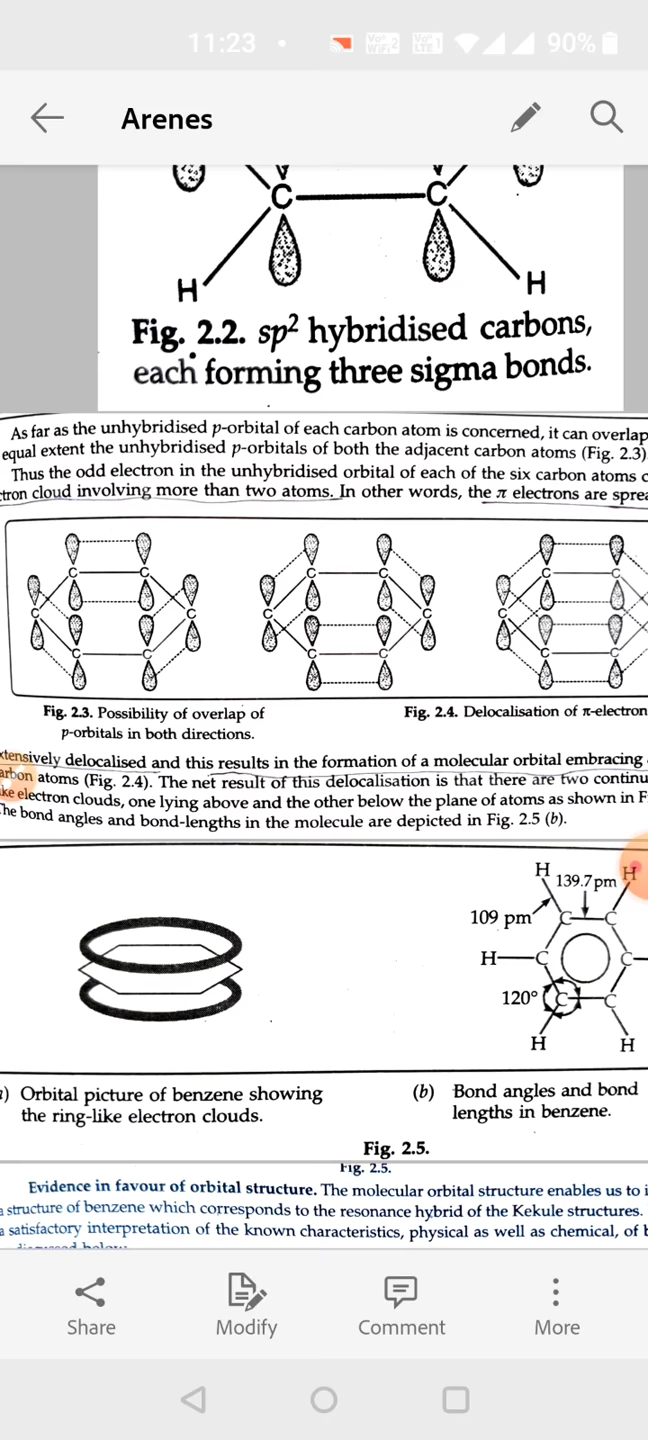 11:23
90%
Arenes
C C
H H
Fig. 2.2. sp² hybridised carbons,
each forming three sigma bonds.
As far as the unhybridised p-orbital of each carbon atom is concerned, it can overlap
equal extent the unhybridised p-orbitals of both the adjacent carbon atoms (Fig. 2.3)
Thus the odd electron in the unhybridised orbital of each of the six carbon atoms
tron cloud involving more than two atoms. In other words, the π electrons are sprea
C C C C C C
C C C C C
C C C C C C
Fig. 2.3. Possibility of overlap of
p-orbitals in both directions.
Fig. 2.4. Delocalisation of π-electron
xtensively delocalised and this results in the formation of a molecular orbital embracing
arbon atoms (Fig. 2.4). The net result of this delocalisation is that there are two continu
ke electron clouds, one lying above and the other below the plane of atoms as shown in F
The bond angles and bond-lengths in the molecule are depicted in Fig. 2.5 (b).
H 139.7pm H
109 pm C C
H C C
120° C C
H H
) Orbital picture of benzene showing
the ring-like electron clouds.
(b) Bond angles and bond
lengths in benzene.
Fig. 2.5.
Fig. 2.5.
Evidence in favour of orbital structure. The molecular orbital structure enables us to i
a structure of benzene which corresponds to the resonance hybrid of the Kekule structures.
a satisfactory interpretation of the known characteristics, physical as well as chemical, of b
Share Modify Comment More